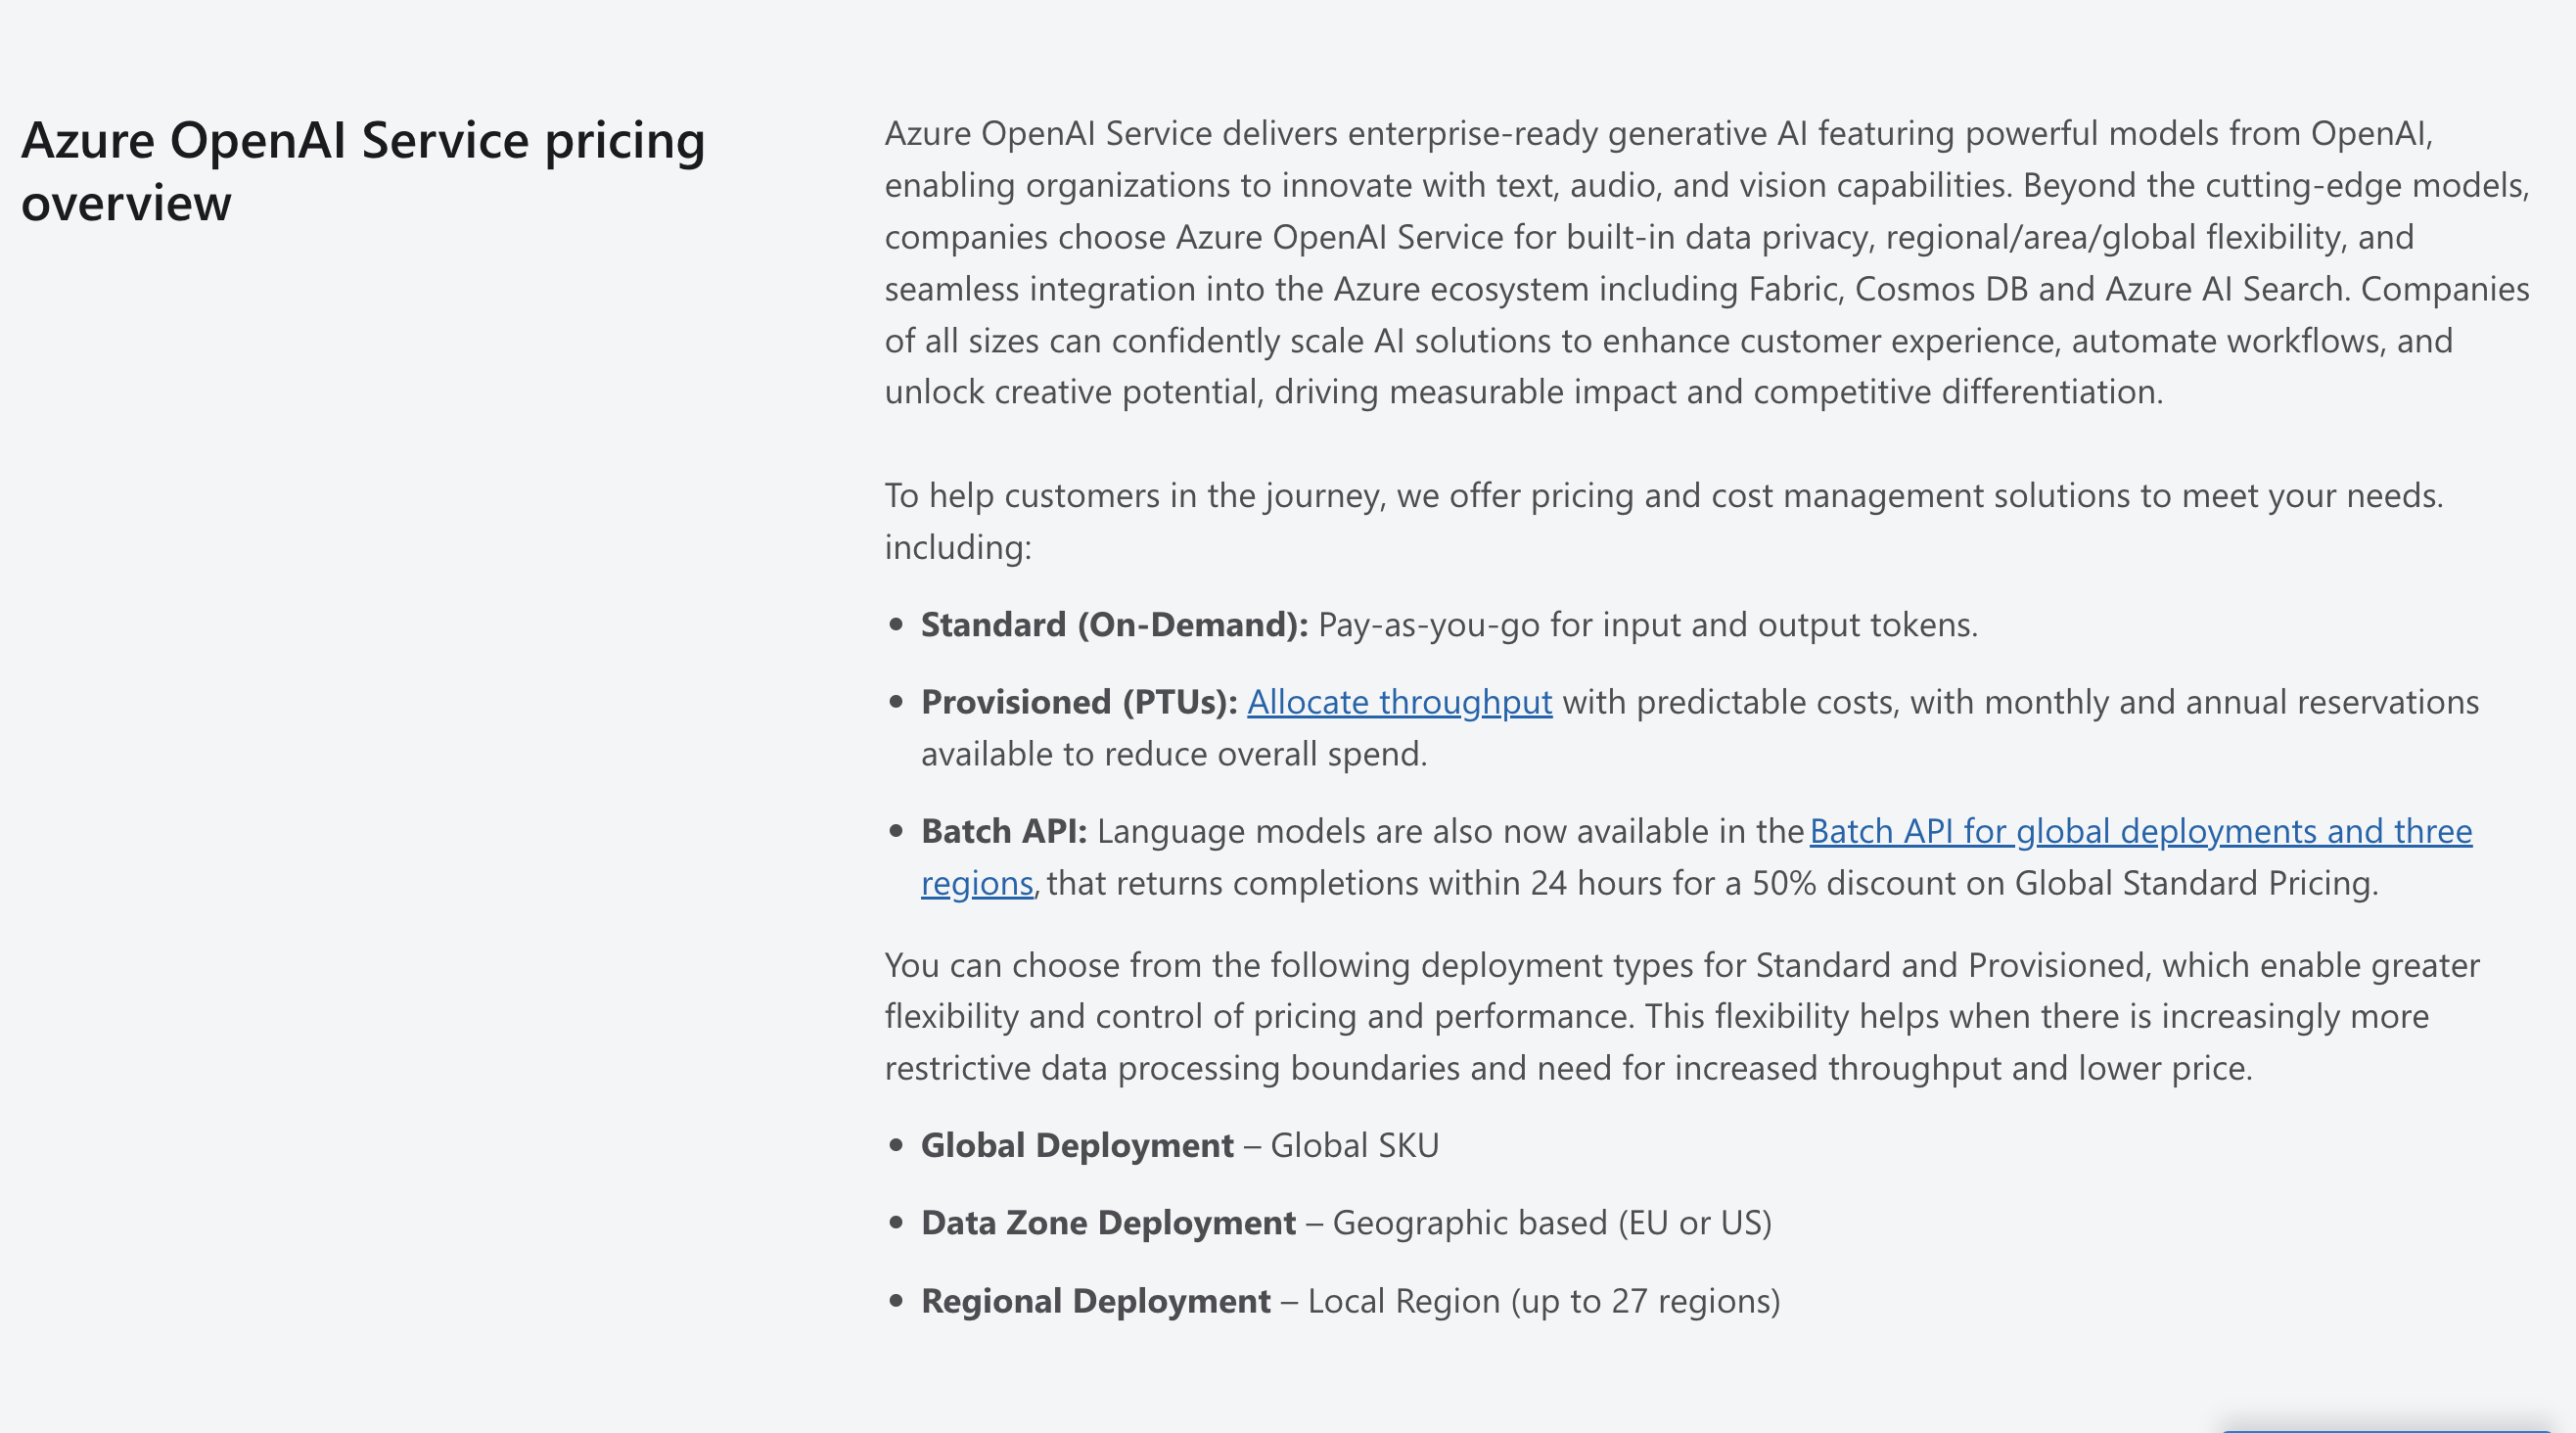 Azure OpenAI Service pricing
overview
Azure OpenAI Service delivers enterprise-ready generative AI featuring powerful models from OpenAI,
enabling organizations to innovate with text, audio, and vision capabilities. Beyond the cutting-edge models,
companies choose Azure OpenAI Service for built-in data privacy, regional/area/global flexibility, and
seamless integration into the Azure ecosystem including Fabric, Cosmos DB and Azure AI Search. Companies
of all sizes can confidently scale AI solutions to enhance customer experience, automate workflows, and
unlock creative potential, driving measurable impact and competitive differentiation.
To help customers in the journey, we offer pricing and cost management solutions to meet your needs.
including:
• Standard (On-Demand): Pay-as-you-go for input and output tokens.
• Provisioned (PTUs): Allocate throughput with predictable costs, with monthly and annual reservations
available to reduce overall spend.
• Batch API: Language models are also now available in the Batch API for global deployments and three
regions, that returns completions within 24 hours for a 50% discount on Global Standard Pricing.
You can choose from the following deployment types for Standard and Provisioned, which enable greater
flexibility and control of pricing and performance. This flexibility helps when there is increasingly more
restrictive data processing boundaries and need for increased throughput and lower price.
• Global Deployment – Global SKU
• Data Zone Deployment – Geographic based (EU or US)
• Regional Deployment – Local Region (up to 27 regions)